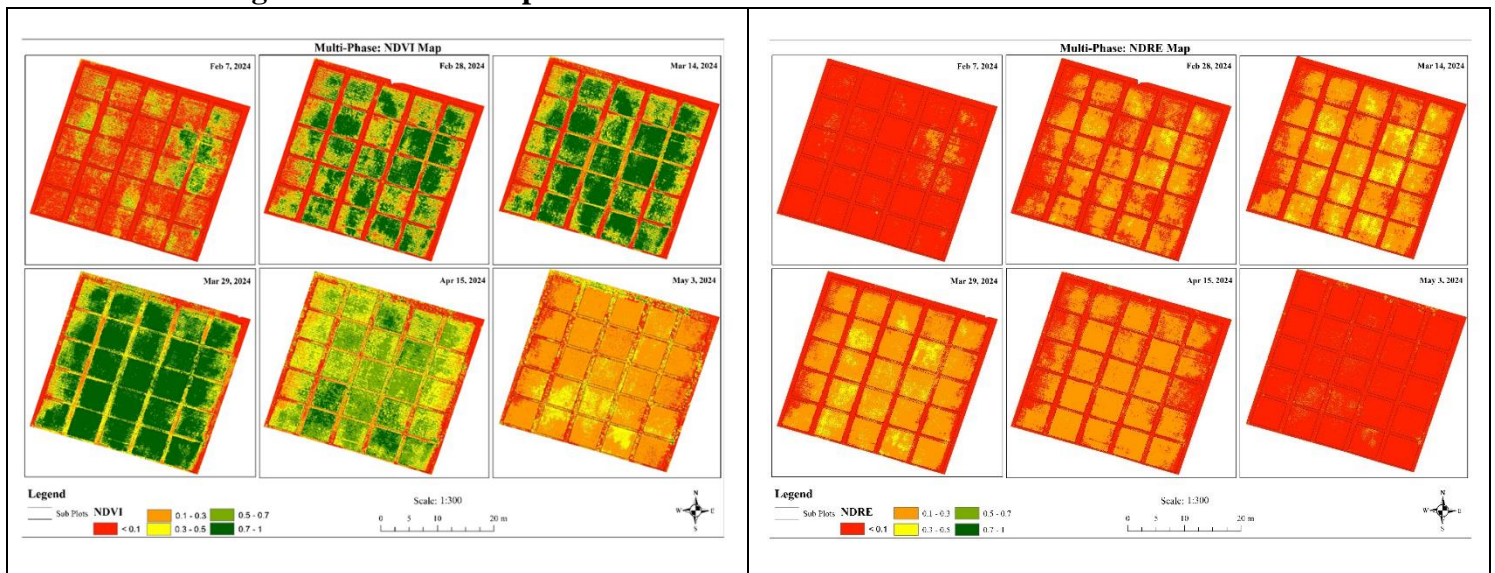 Multi-Phase: NDVI Map
Feb 7, 2024
Feb 28, 2024
Mar 14, 2024
Mar 29, 2024
Apr 15, 2024
May 3, 2024
Legend
Sub Plots NDVI
< 0.1
0.1 - 0.3
0.3 - 0.5
0.5 - 0.7
0.7 - 1
Scale: 1:300
0 5 10 20 m
N
W E
S
Multi-Phase: NDRE Map
Feb 7, 2024
Feb 28, 2024
Mar 14, 2024
Mar 29, 2024
Apr 15, 2024
May 3, 2024
Legend
Sub Plots NDRE
< 0.1
0.1 - 0.3
0.3 - 0.5
0.5 - 0.7
0.7 - 1
Scale: 1:300
0 5 10 20 m
N
W E
S